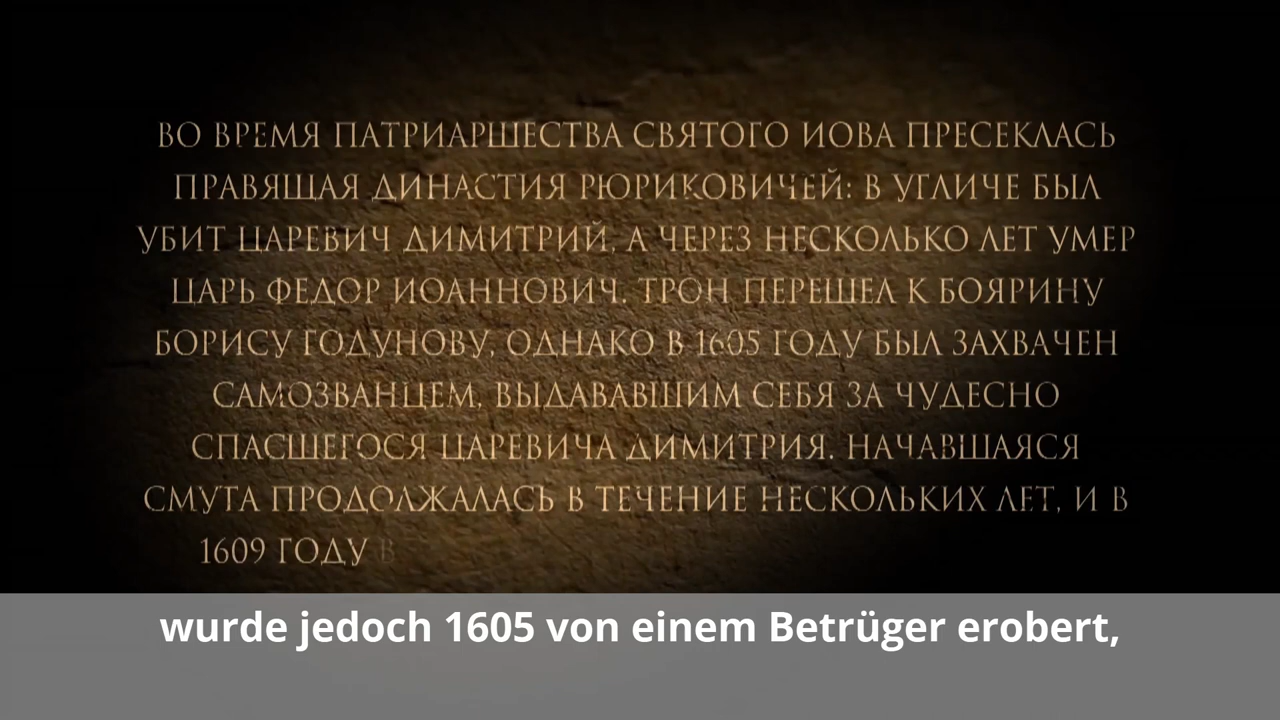 ВО ВРЕМЯ ПАТРИАРШЕСТВА СВЯТОГО ИОВА ПРЕСЕКЛАСЬ
ПРАВЯЩАЯ ДИНАСТИЯ РЮРИКОВИЧЕЙ: В УГЛИЧЕ БЫЛ
УБИТ ЦАРЕВИЧ ДИМИТРИЙ, А ЧЕРЕЗ НЕСКОЛЬКО ЛЕТ УМЕР
ЦАРЬ ФЕДОР ИОАННОВИЧ. ТРОН ПЕРЕШЕЛ К БОЯРИНУ
БОРИСУ ГОДУНОВУ, ОДНАКО В 1605 ГОДУ БЫЛ ЗАХВАЧЕН
САМОЗВАНЦЕМ, ВЫДАВАВШИМ СЕБЯ ЗА ЧУДЕСНО
СПАСШЕГОСЯ ЦАРЕВИЧА ДИМИТРИЯ. НАЧАВШАЯСЯ
СМУТА ПРОДОЛЖАЛАСЬ В ТЕЧЕНИЕ НЕСКОЛЬКИХ ЛЕТ, И В
1609 ГОДУ В
wurde jedoch 1605 von einem Betrüger erobert,